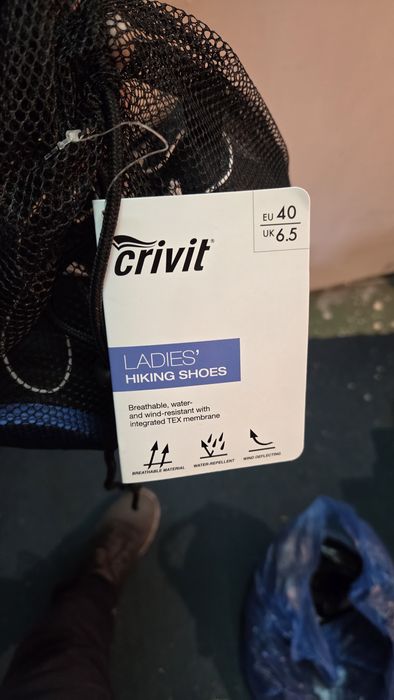 EU 40
UK 6.5
crivit®
LADIES'
HIKING SHOES
Breathable, water-
and wind-resistant with
integrated TEX membrane
BREATHABLE MATERIAL
WATER-REPELLENT
WIND DEFLECTING